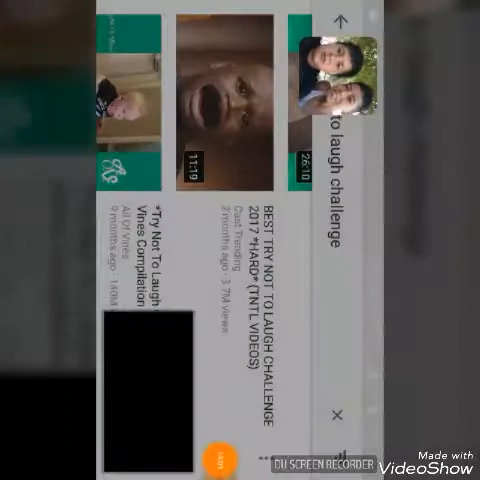 to laugh challenge
26:10
BEST TRY NOT TO LAUGH CHALLENGE
2017 *HARD* (TNTL VIDEOS)
Cast Trending
2 months ago · 3.7M views
11:19
*Try Not To Laugh
Vines Compilation
All Of Vines
9 months ago · 140M
DU SCREEN RECORDER
Made with
VideoShow